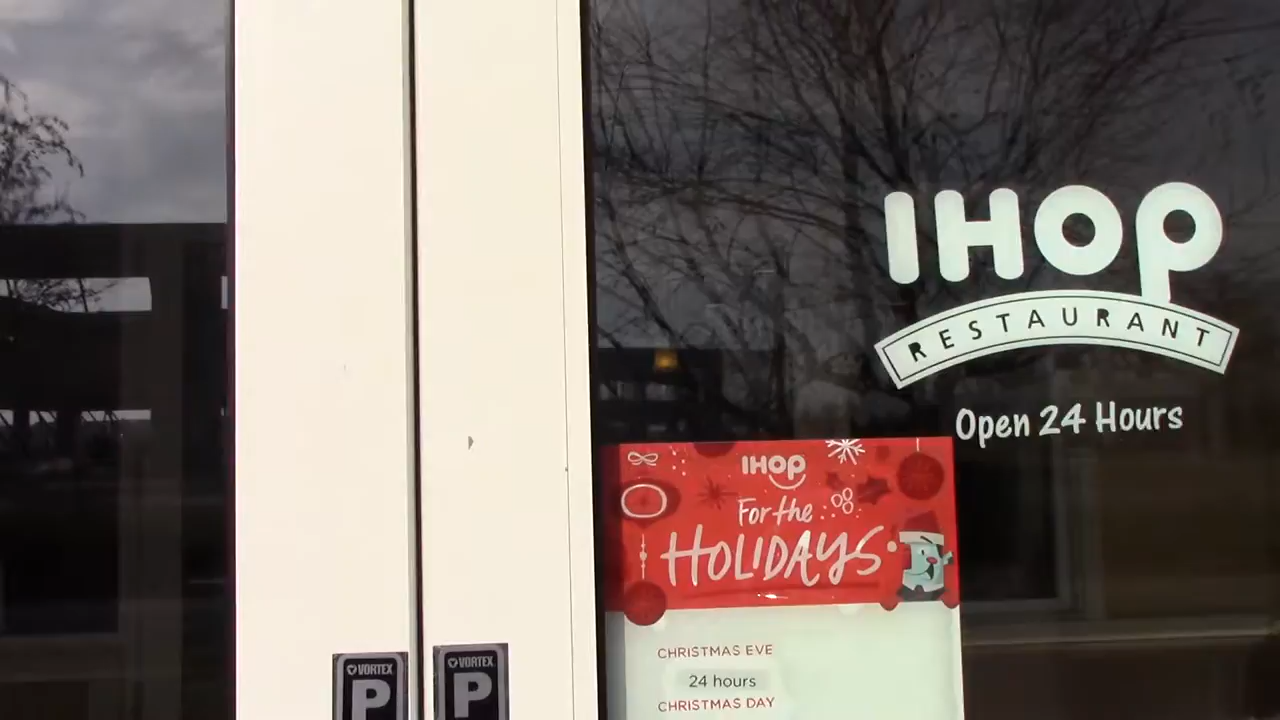 IHOP
RESTAURANT
Open 24 Hours
IHOP
For the
HOLIDAYS
CHRISTMAS EVE
24 hours
CHRISTMAS DAY
VORTEX
P
VORTEX
P